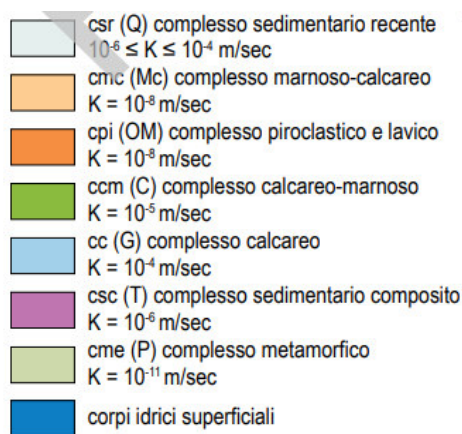 csr (Q) complesso sedimentario recente
10⁻⁶ ≤ K ≤ 10⁻⁴ m/sec
cmc (Mc) complesso marnoso-calcareo
K = 10⁻⁸ m/sec
cpi (OM) complesso piroclastico e lavico
K = 10⁻⁸ m/sec
ccm (C) complesso calcareo-marnoso
K = 10⁻⁵ m/sec
cc (G) complesso calcareo
K = 10⁻⁴ m/sec
csc (T) complesso sedimentario composito
K = 10⁻⁶ m/sec
cme (P) complesso metamorfico
K = 10⁻¹¹ m/sec
corpi idrici superficiali